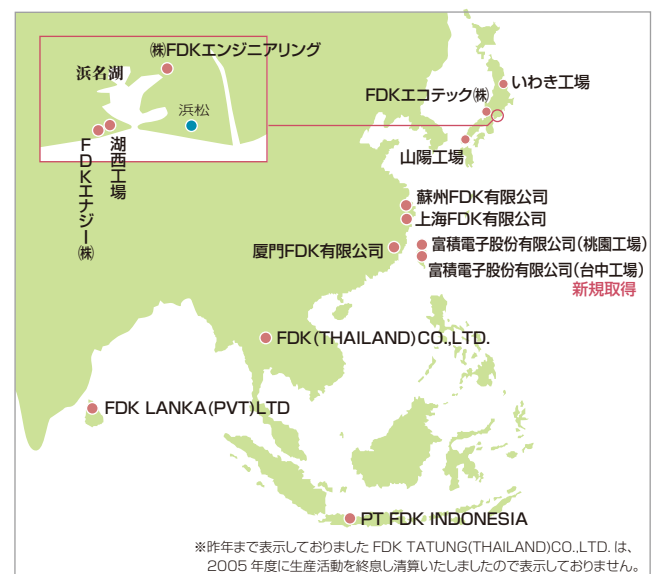 ㈱FDKエンジニアリング
浜名湖
浜松
湖西工場
FDKエナジー㈱
いわき工場
FDKエコテック㈱
山陽工場
蘇州FDK有限公司
上海FDK有限公司
厦門FDK有限公司
富積電子股份有限公司(桃園工場)
富積電子股份有限公司(台中工場)
新規取得
FDK(THAILAND)CO.,LTD.
FDK LANKA(PVT)LTD
PT FDK INDONESIA
※昨年まで表示しておりました FDK TATUNG(THAILAND)CO.,LTD. は、
2005 年度に生産活動を終息し清算いたしましたので表示しておりません。